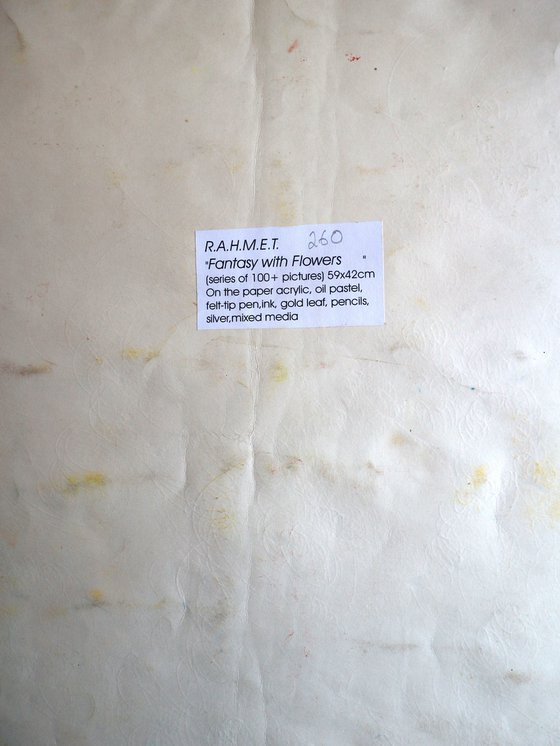 R.A.H.M.E.T. 260
"Fantasy with Flowers "
(series of 100+ pictures) 59x42cm
On the paper acrylic, oil pastel,
felt-tip pen,ink, gold leaf, pencils,
silver,mixed media